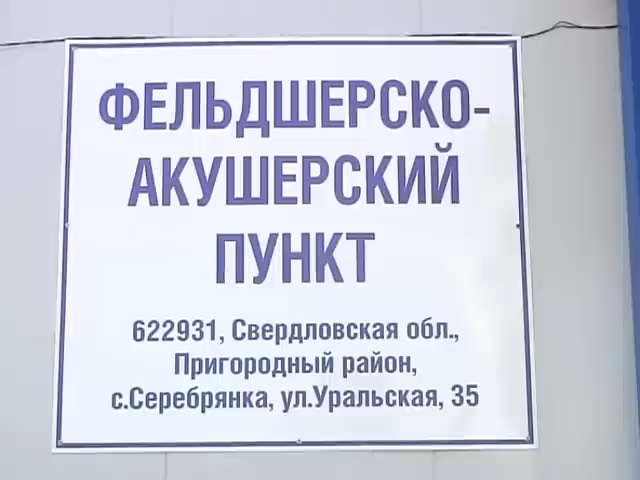 ФЕЛЬДШЕРСКО-
АКУШЕРСКИЙ
ПУНКТ
622931, Свердловская обл.,
Пригородный район,
с.Серебрянка, ул.Уральская, 35